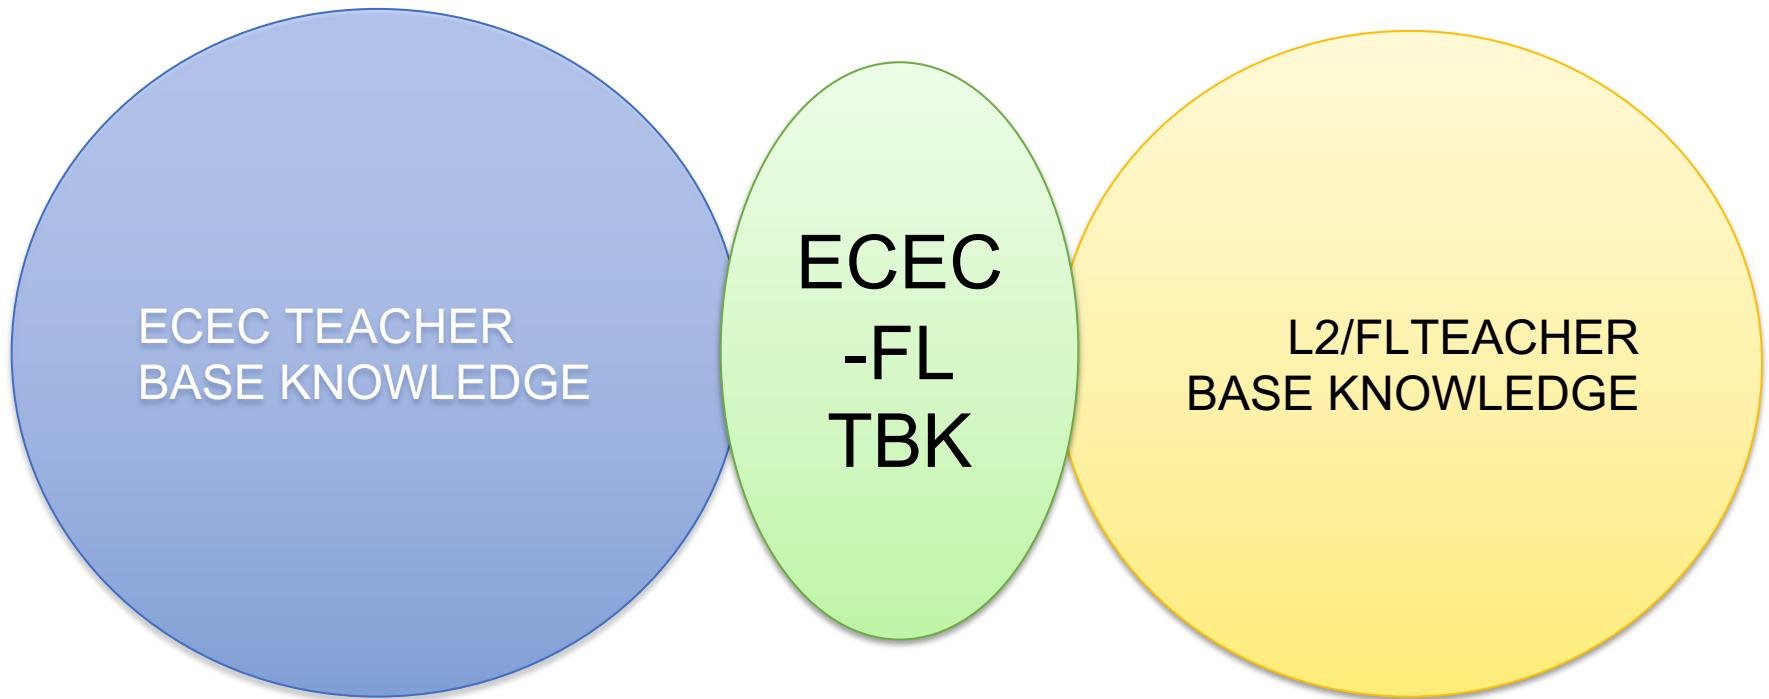 ECEC TEACHER
BASE KNOWLEDGE
ECEC
-FL
TBK
L2/FLTEACHER
BASE KNOWLEDGE